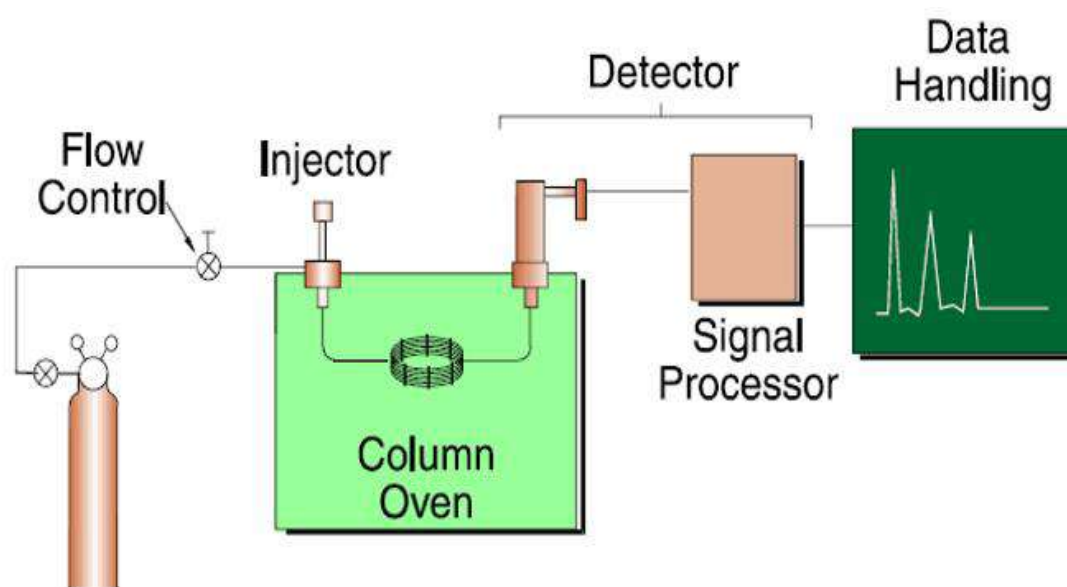 Data
Handling
Detector
Flow
Control
Injector
Signal
Processor
Column
Oven